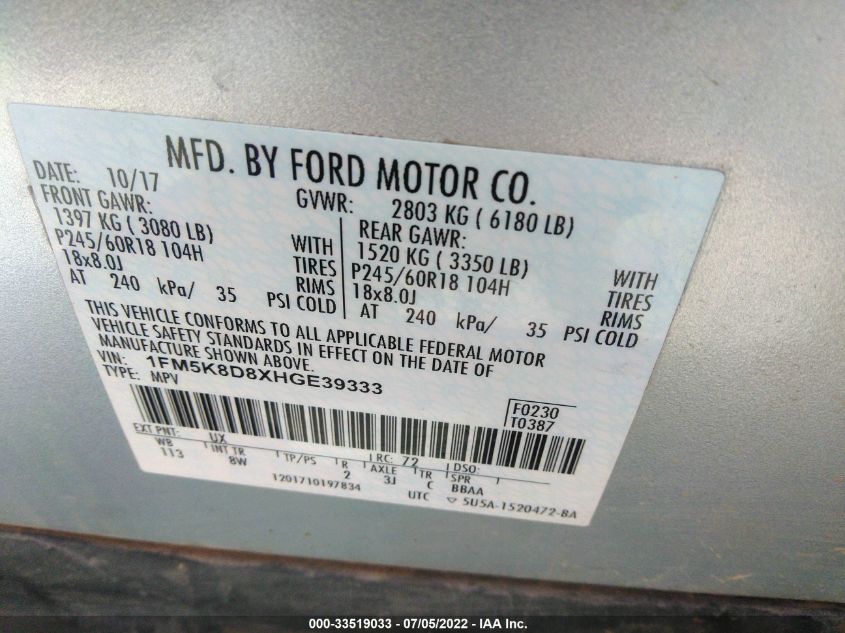 MFD. BY FORD MOTOR CO.
DATE: 10/17 GVWR: 2803 KG ( 6180 LB)
FRONT GAWR: REAR GAWR:
1397 KG ( 3080 LB) WITH 1520 KG ( 3350 LB) WITH
P245/60R18 104H TIRES P245/60R18 104H TIRES
18x8.0J RIMS 18x8.0J RIMS
AT 240 kPa/ 35 PSI COLD AT 240 kPa/ 35 PSI COLD
THIS VEHICLE CONFORMS TO ALL APPLICABLE FEDERAL MOTOR
VEHICLE SAFETY STANDARDS IN EFFECT ON THE DATE OF
MANUFACTURE SHOWN ABOVE.
VIN: 1FM5K8D8XHGE39333
TYPE: MPV
F0230
T0387
EXT PNT: UX RC: 72 DSO:
WB INT TR TP/PS R AXLE TR SPR
113 8W 2 3J C BBAA
1201710197834 UTC ▽ 5U5A-1520472-BA
000-33519033 - 07/05/2022 - IAA Inc.